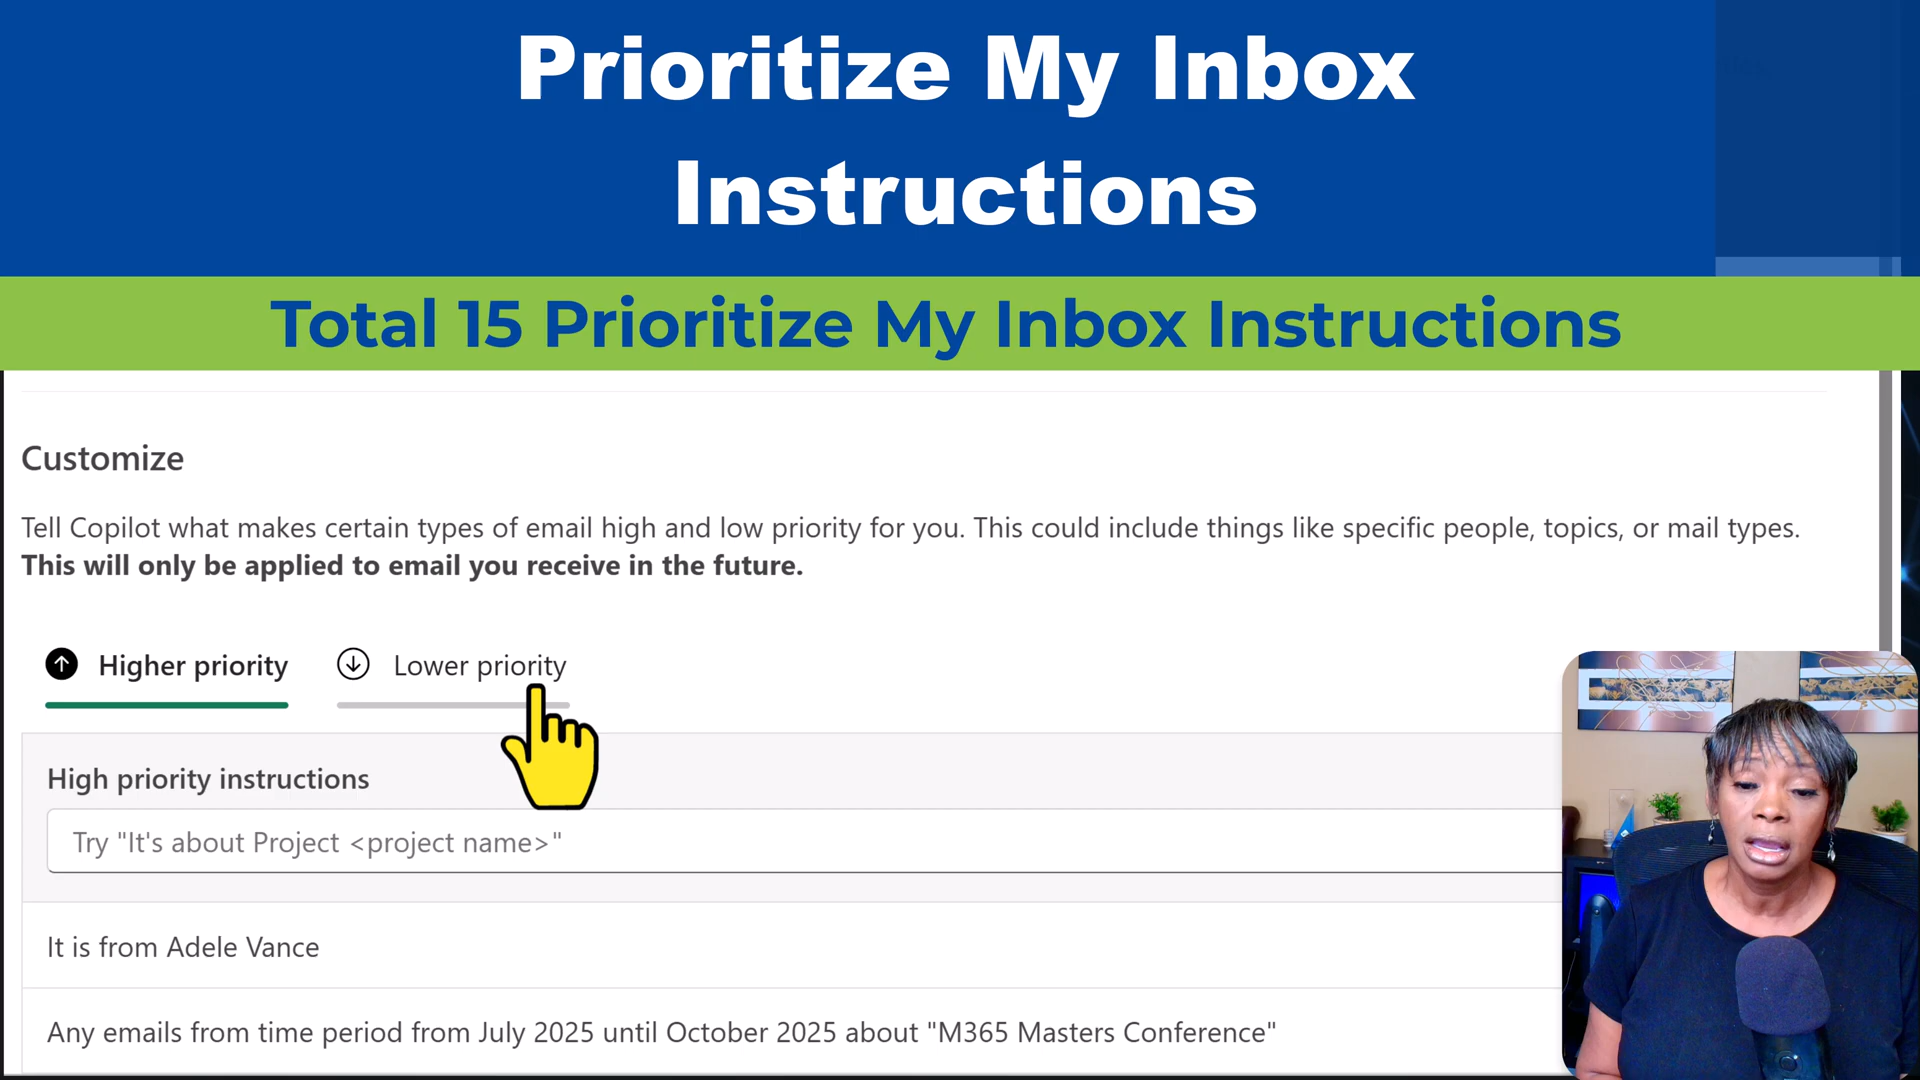 Prioritize My Inbox
Instructions
Total 15 Prioritize My Inbox Instructions
Customize
Tell Copilot what makes certain types of email high and low priority for you. This could include things like specific people, topics, or mail types.
This will only be applied to email you receive in the future.
Higher priority
Lower priority
High priority instructions
Try "It's about Project <project name>"
It is from Adele Vance
Any emails from time period from July 2025 until October 2025 about "M365 Masters Conference"